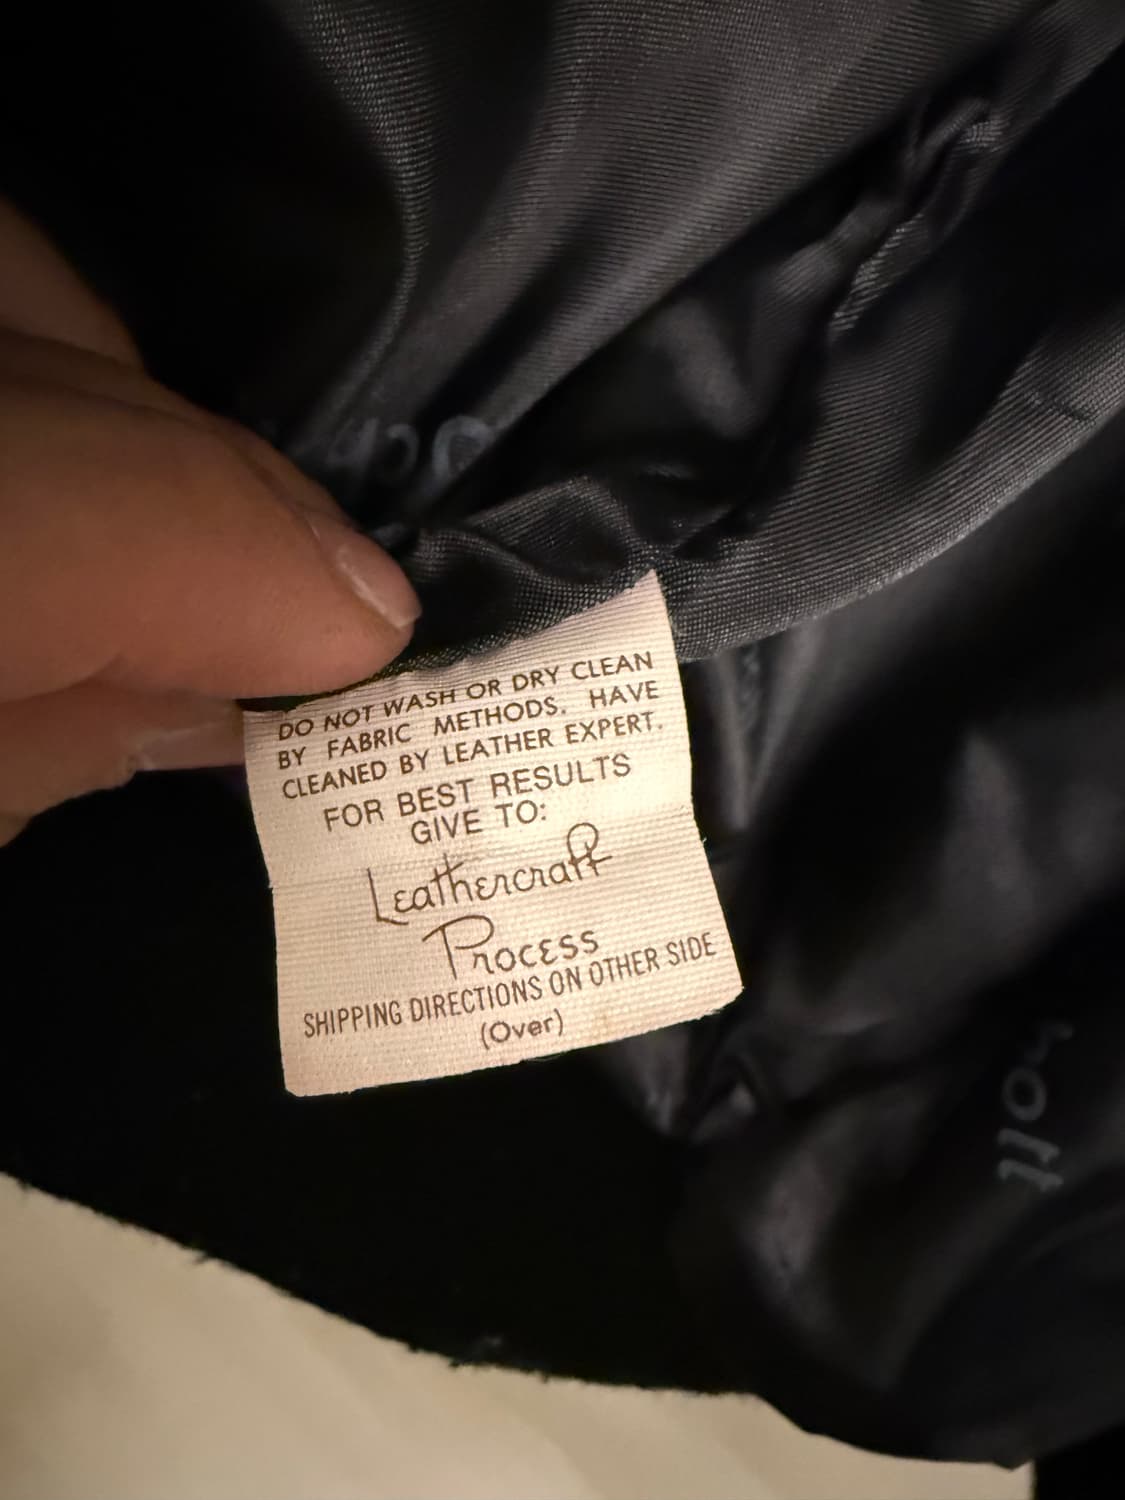 DO NOT WASH OR DRY CLEAN
BY FABRIC METHODS. HAVE
CLEANED BY LEATHER EXPERT.
FOR BEST RESULTS
GIVE TO:
Leathercraft
Process
SHIPPING DIRECTIONS ON OTHER SIDE
(Over)